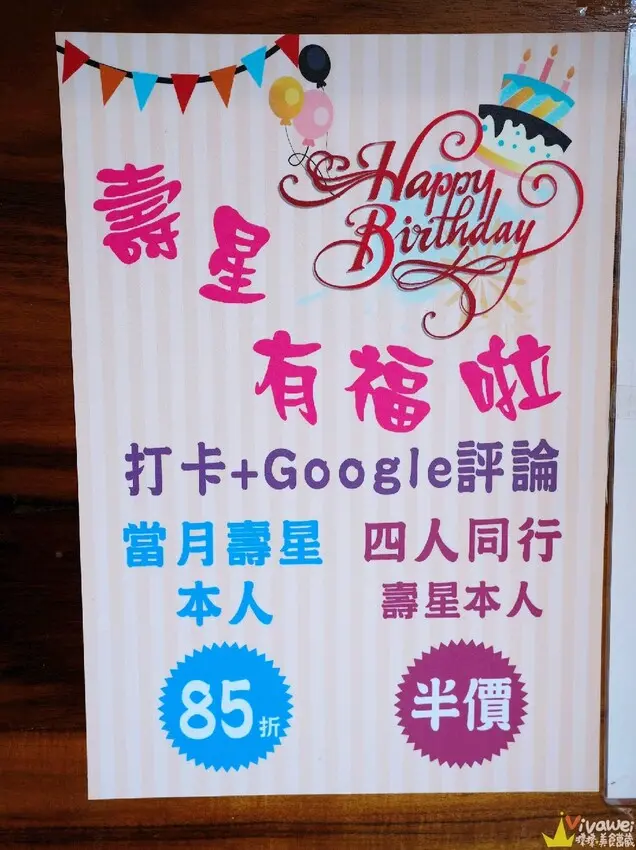 Happy
Birthday
壽星
有福啦
打卡+Google評論
當月壽星
本人
85折
四人同行
壽星本人
半價
Vivawei